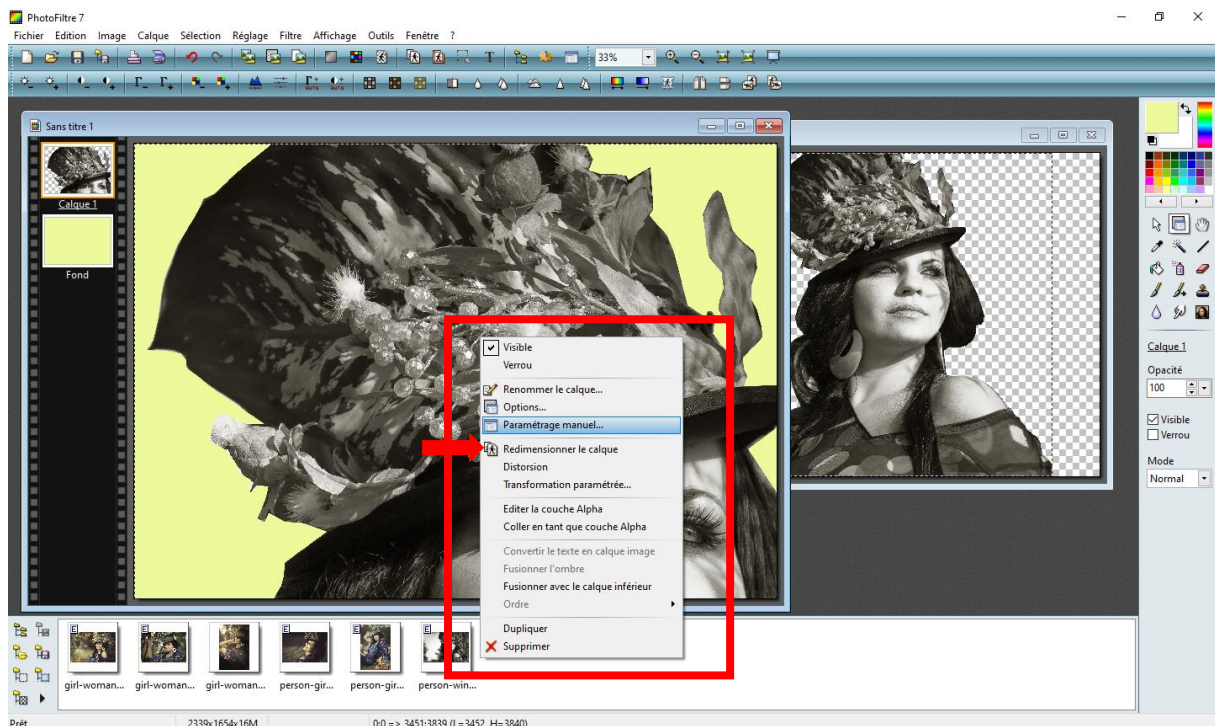 PhotoFiltre 7
Fichier Edition Image Calque Sélection Réglage Filtre Affichage Outils Fenêtre ?
33%
Sans titre 1
Calque 1
Fond
Visible
Verrou
Renommer le calque...
Options...
Paramétrage manuel...
Redimensionner le calque
Distorsion
Transformation paramétrée...
Editer la couche Alpha
Coller en tant que couche Alpha
Convertir le texte en calque image
Fusionner l'ombre
Fusionner avec le calque inférieur
Ordre
Dupliquer
Supprimer
Calque 1
Opacité
100
Visible
Verrou
Mode
Normal
girl-woman... girl-woman... girl-woman... person-gir... person-gir... person-win...
Prêt 2339x1654x16M 0:0 => 3451:3839 (L=3452, H=3840)